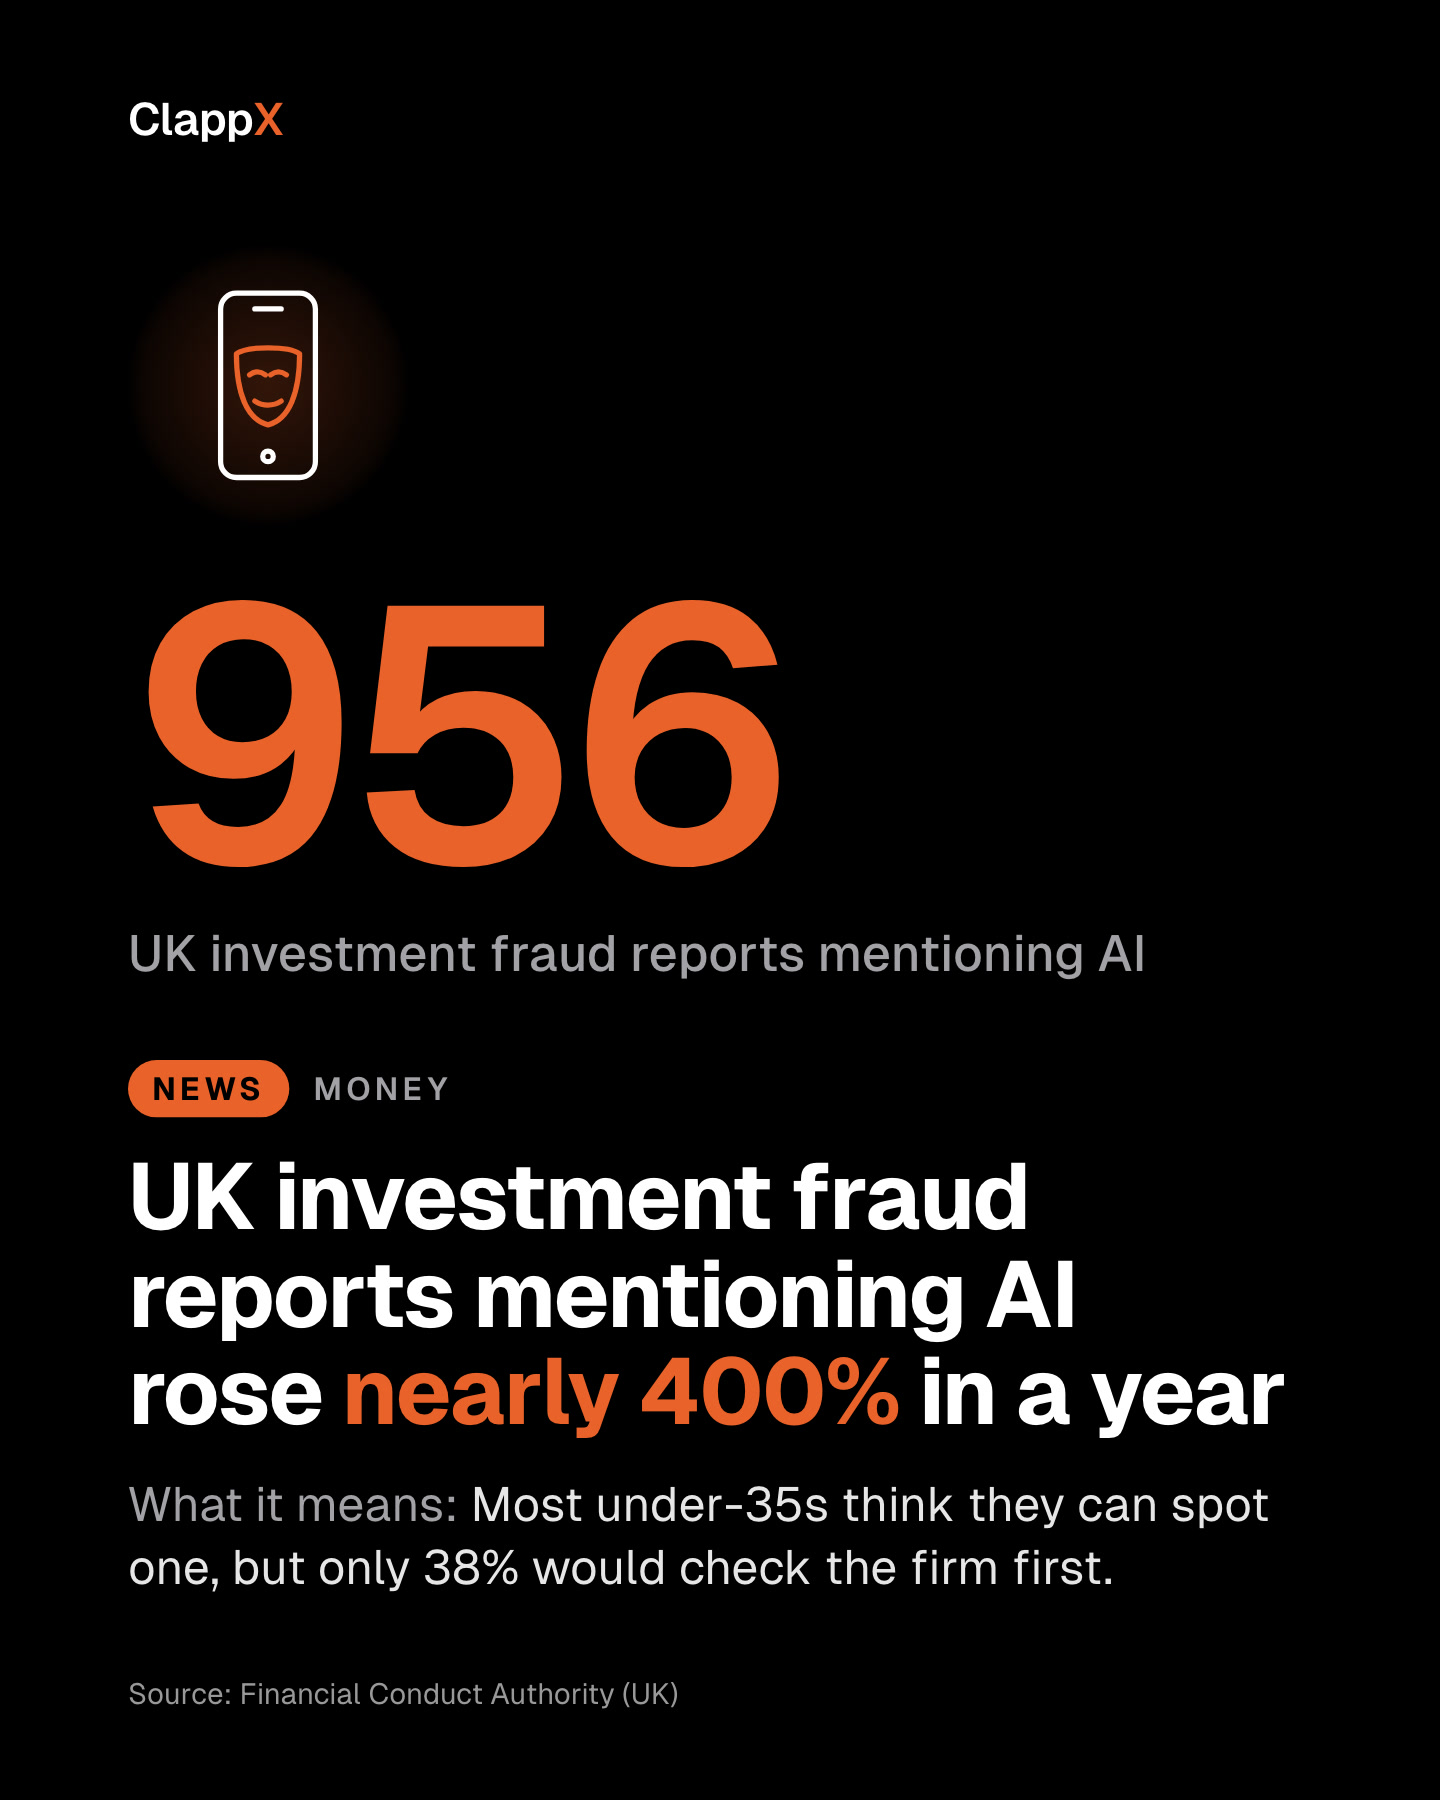 ClappX
956
UK investment fraud reports mentioning AI
NEWS MONEY
UK investment fraud
reports mentioning AI
rose nearly 400% in a year
What it means: Most under-35s think they can spot
one, but only 38% would check the firm first.
Source: Financial Conduct Authority (UK)